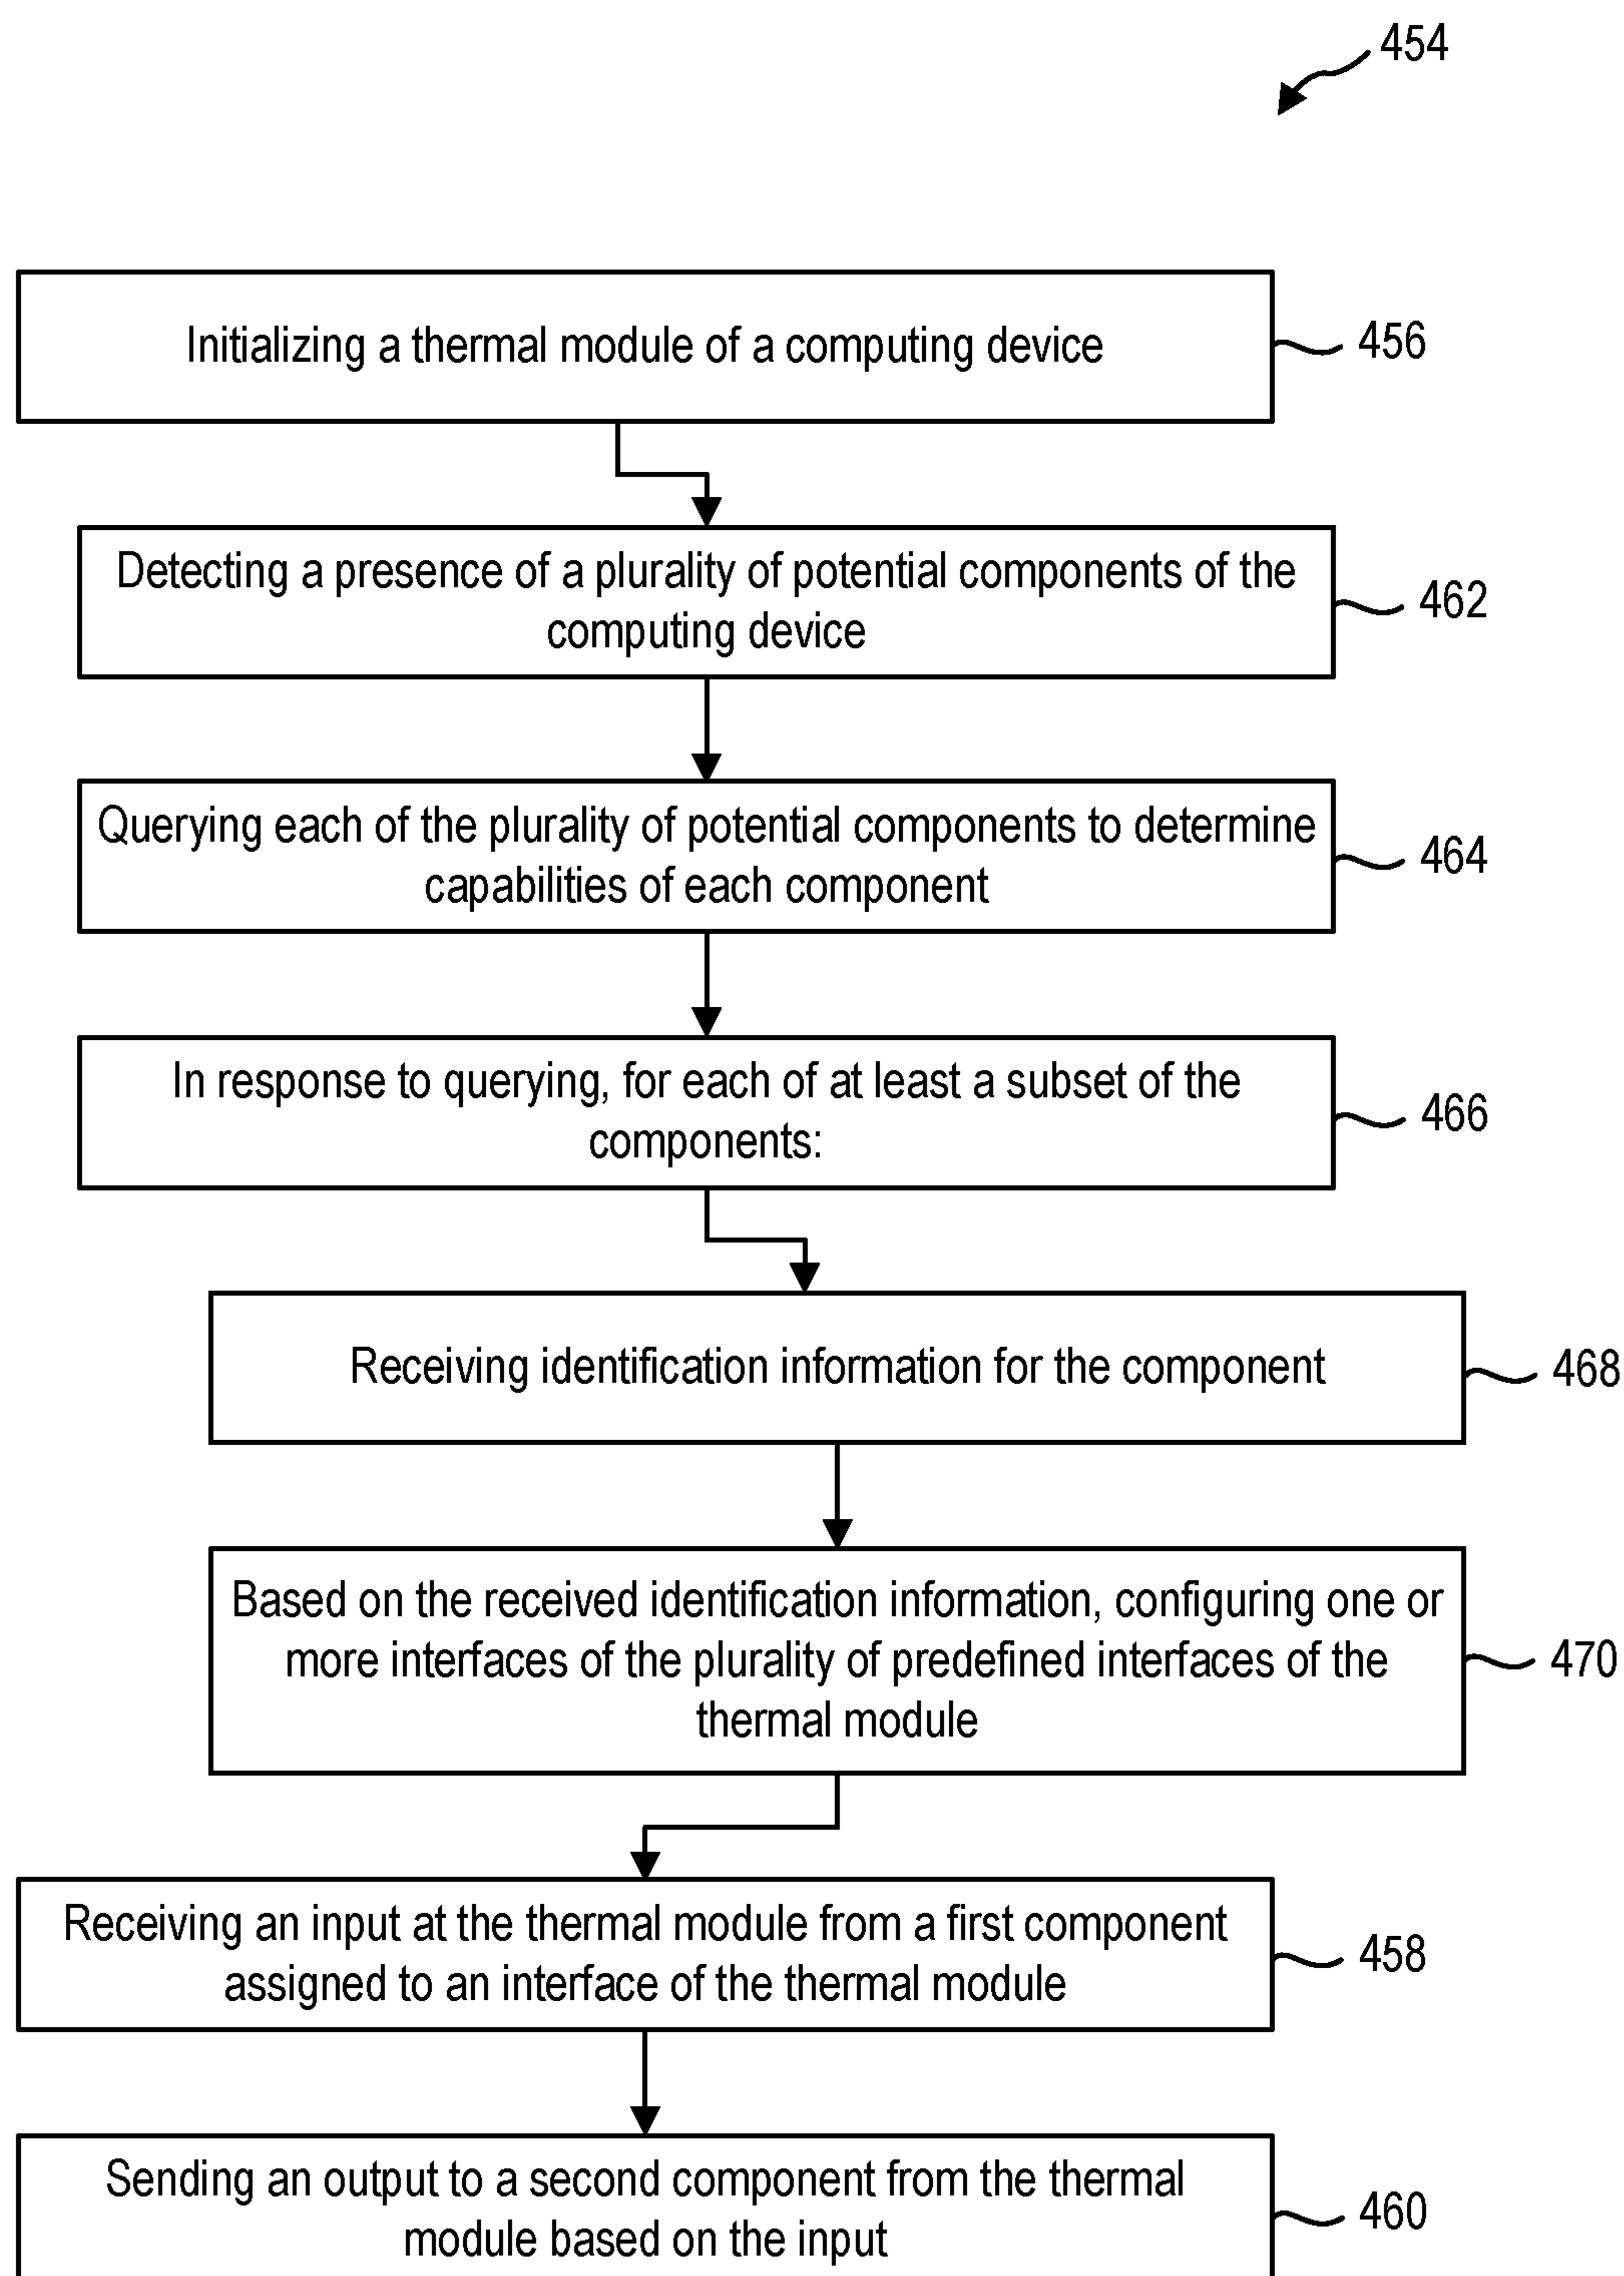 454
Initializing a thermal module of a computing device
456
Detecting a presence of a plurality of potential components of the
computing device
462
Querying each of the plurality of potential components to determine
capabilities of each component
464
In response to querying, for each of at least a subset of the
components:
466
Receiving identification information for the component
468
Based on the received identification information, configuring one or
more interfaces of the plurality of predefined interfaces of the
thermal module
470
Receiving an input at the thermal module from a first component
assigned to an interface of the thermal module
458
Sending an output to a second component from the thermal
module based on the input
460